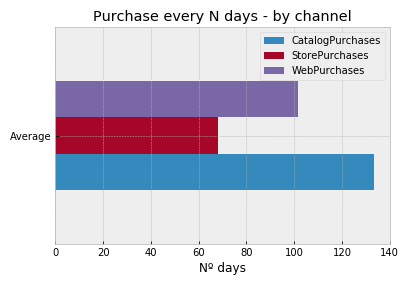 Purchase every N days - by channel
CatalogPurchases
StorePurchases
WebPurchases
Average
0 20 40 60 80 100 120 140
Nº days